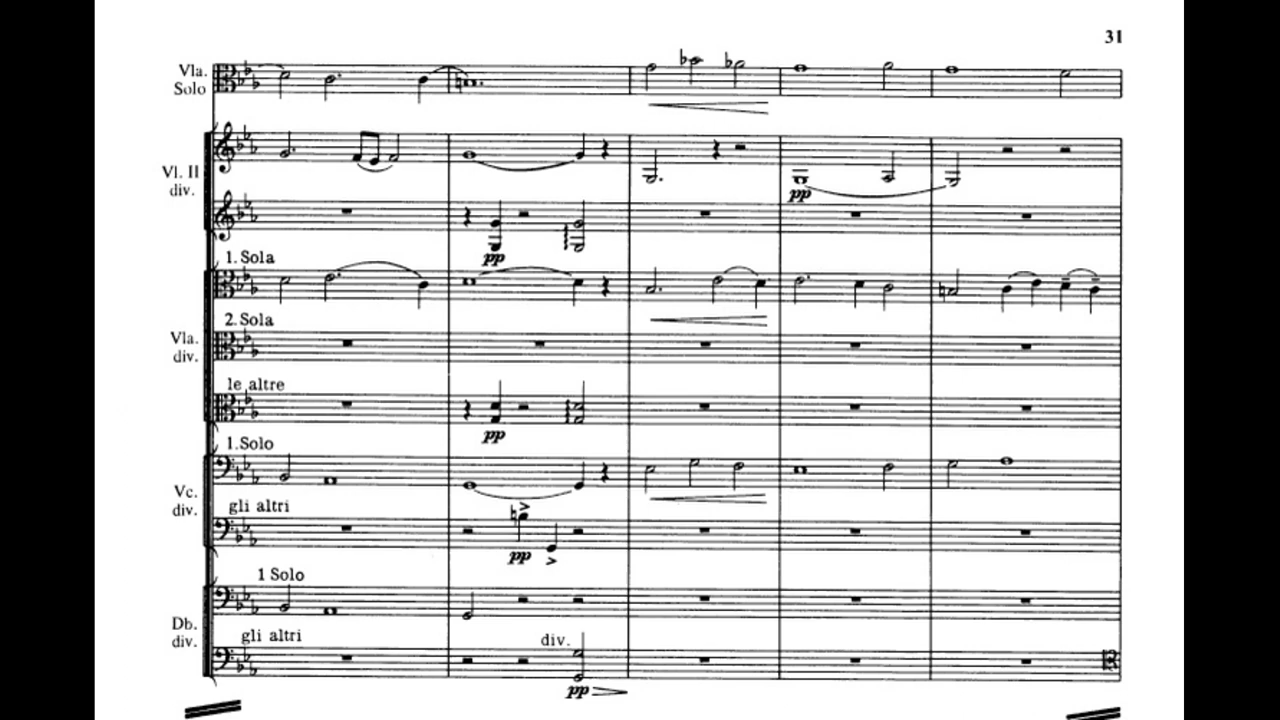 31
Vla.
Solo
Vl. II
div.
pp
pp
1. Sola
2. Sola
Vla.
div.
le altre
pp
1. Solo
Vc.
div.
gli altri
pp
1 Solo
Db.
div.
gli altri
div.
pp